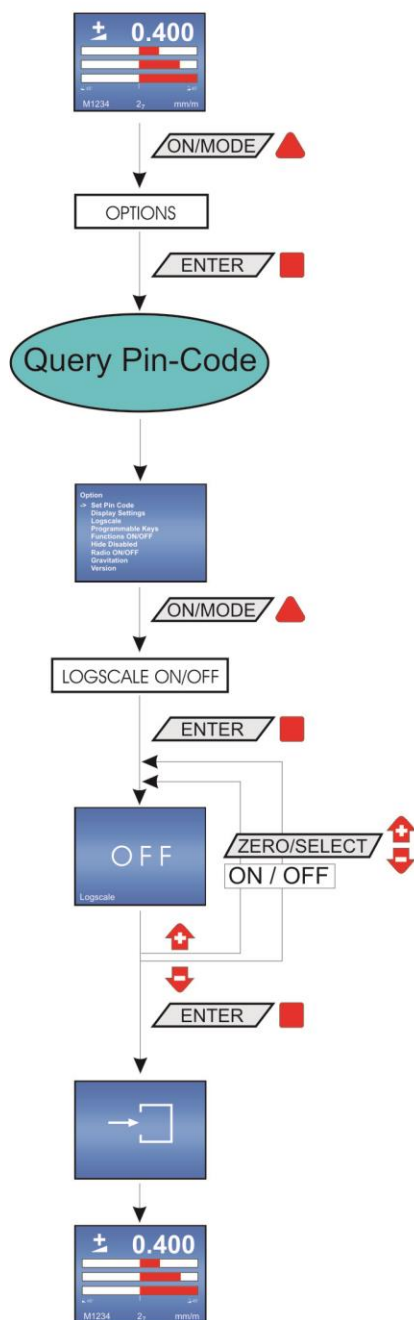 ± 0.400
M1234 2₇ mm/m
ON/MODE
OPTIONS
ENTER
Query Pin-Code
Option
-> Set Pin Code
Display Settings
Logscale
Programmable Keys
Functions ON/OFF
Hide Disabled
Radio ON/OFF
Gravitation
Version
ON/MODE
LOGSCALE ON/OFF
ENTER
OFF
Logscale
ZERO/SELECT
ON / OFF
ENTER
± 0.400
M1234 2₇ mm/m